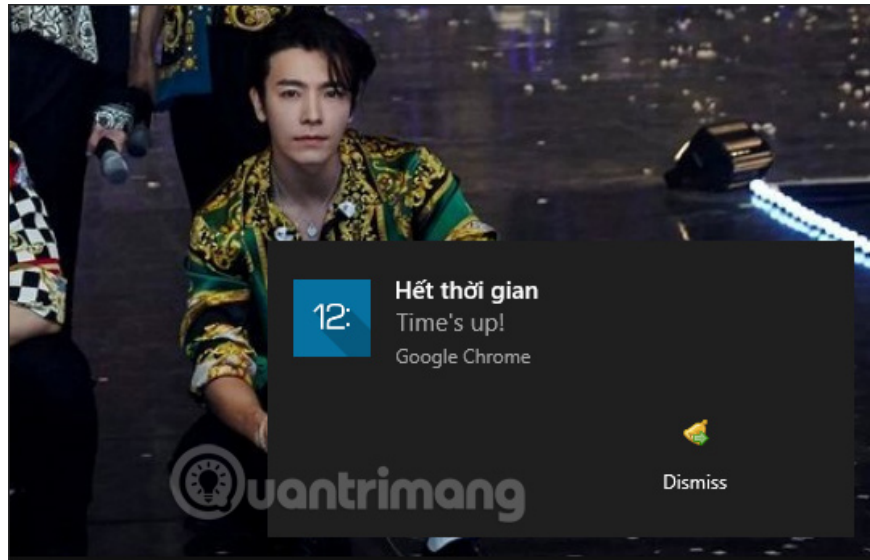 12:
Hết thời gian
Time's up!
Google Chrome
Dismiss
Quantrimang